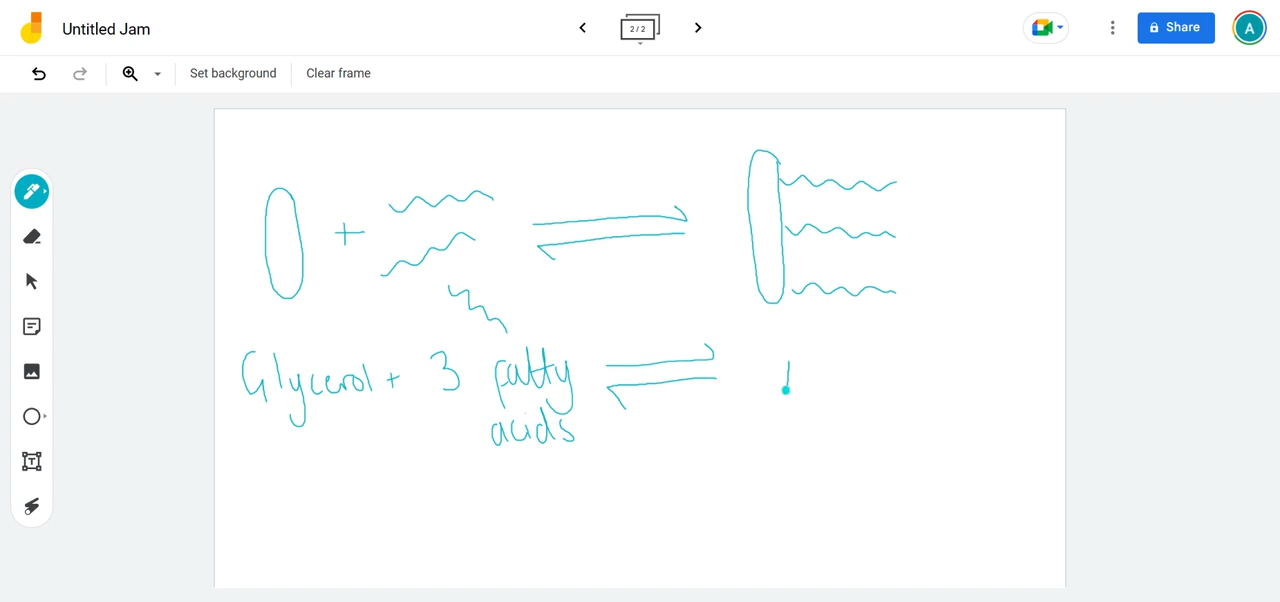 Untitled Jam
2 / 2
Share
A
Set background
Clear frame
Glycerol + 3 fatty
acids